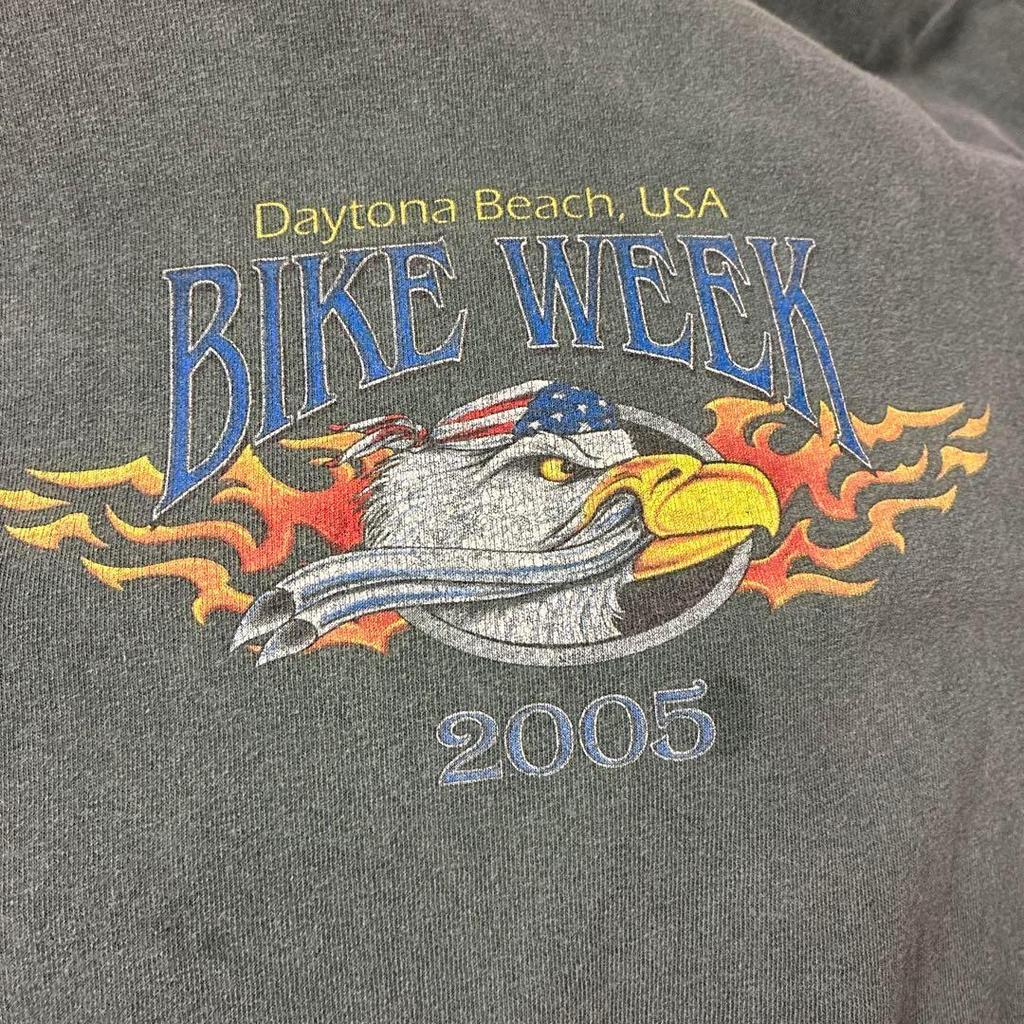 Daytona Beach, USA
BIKE WEEK
2005